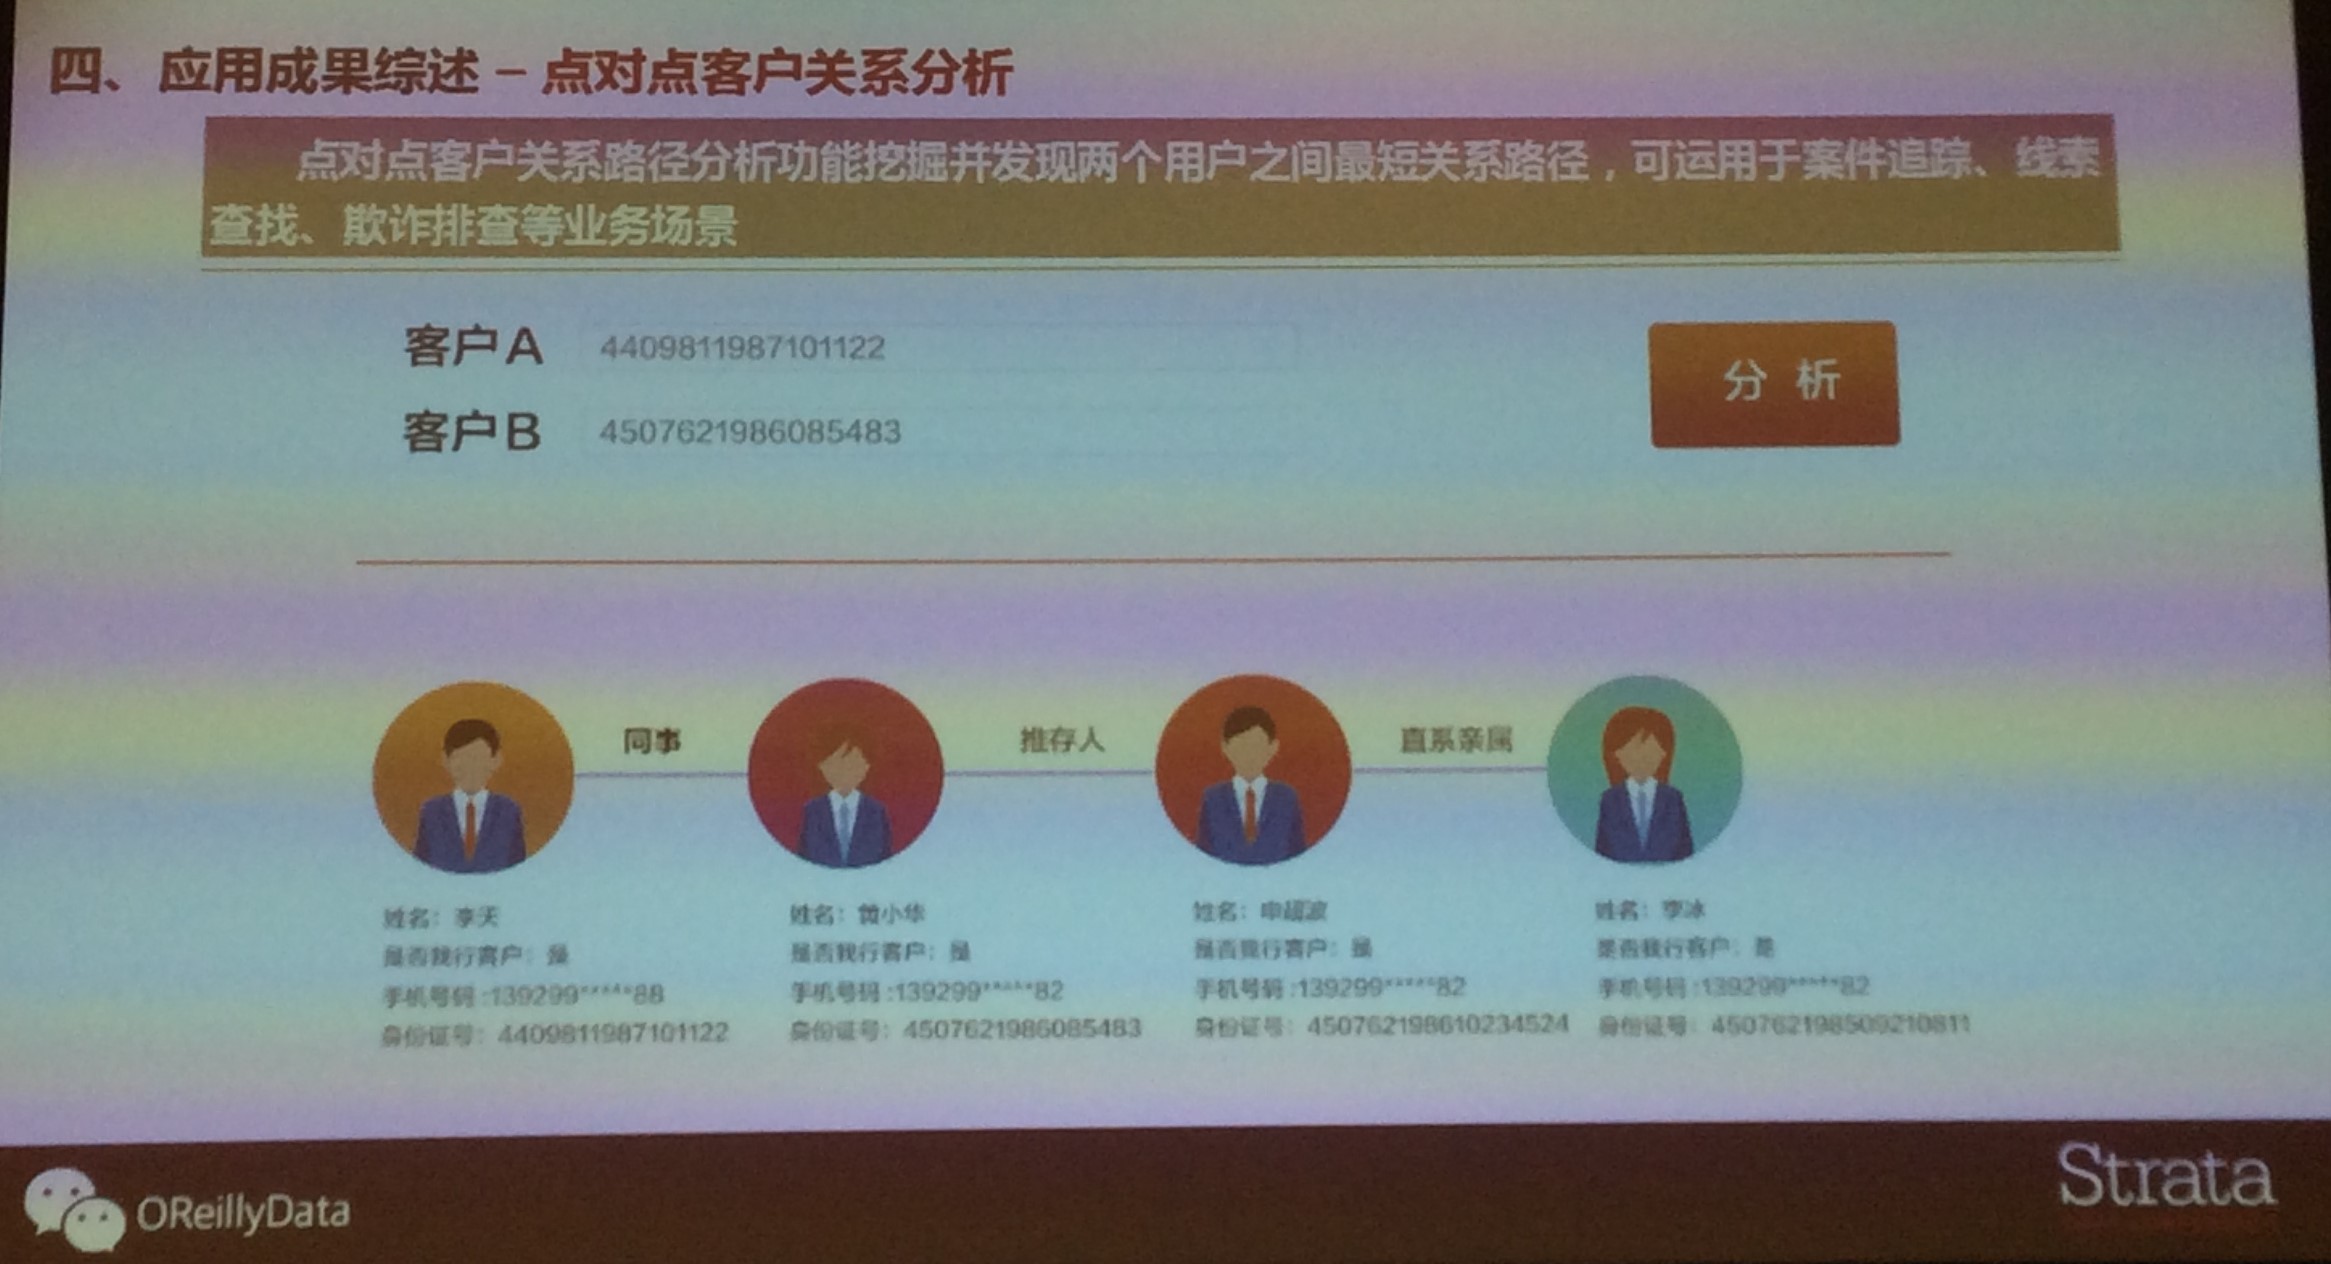 四、应用成果综述 – 点对点客户关系分析
点对点客户关系路径分析功能挖掘并发现两个用户之间最短关系路径，可运用于案件追踪、线索
查找、欺诈排查等业务场景
客户A 4409811987101122
分 析
客户B 4507621986085483
同事 推存人 直系亲属
姓名：李天 姓名：黄小华 姓名：申超波 姓名：李冰
是否我行客户：是 是否我行客户：是 是否我行客户：是 是否我行客户：是
手机号码:139299*****88 手机号码:139299*****82 手机号码:139299*****82 手机号码:139299*****82
身份证号：4409811987101122 身份证号：4507621986085483 身份证号：450762198610234524 身份证号：450762198509210811
OReillyData
Strata